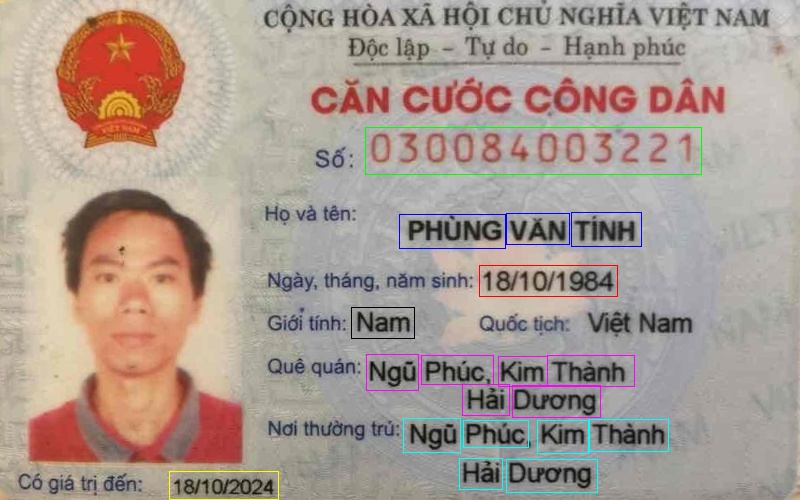 CỘNG HÒA XÃ HỘI CHỦ NGHĨA VIỆT NAM
Độc lập - Tự do - Hạnh phúc
CĂN CƯỚC CÔNG DÂN
Số: 030084003221
Họ và tên: PHÙNG VĂN TÍNH
Ngày, tháng, năm sinh: 18/10/1984
Giới tính: Nam Quốc tịch: Việt Nam
Quê quán: Ngũ Phúc, Kim Thành
Hải Dương
Nơi thường trú: Ngũ Phúc, Kim Thành
Hải Dương
Có giá trị đến: 18/10/2024
VIỆT NAM